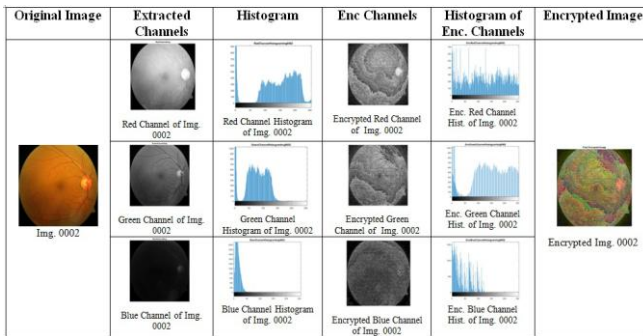 Original Image
Extracted
Channels
Histogram
Enc Channels
Histogram of
Enc. Channels
Encrypted Image
Red Channel of Img.
0002
Red Channel Histogram
of Img. 0002
Encrypted Red Channel
of Img. 0002
Enc. Red Channel
Hist. of Img. 0002
Img. 0002
Green Channel of Img.
0002
Green Channel
Histogram of Img. 0002
Encrypted Green
Channel of Img. 0002
Enc. Green Channel
Hist. of Img. 0002
Encrypted Img. 0002
Blue Channel of Img.
0002
Blue Channel Histogram
of Img. 0002
Encrypted Blue Channel
of Img. 0002
Enc. Blue Channel
Hist. of Img. 0002